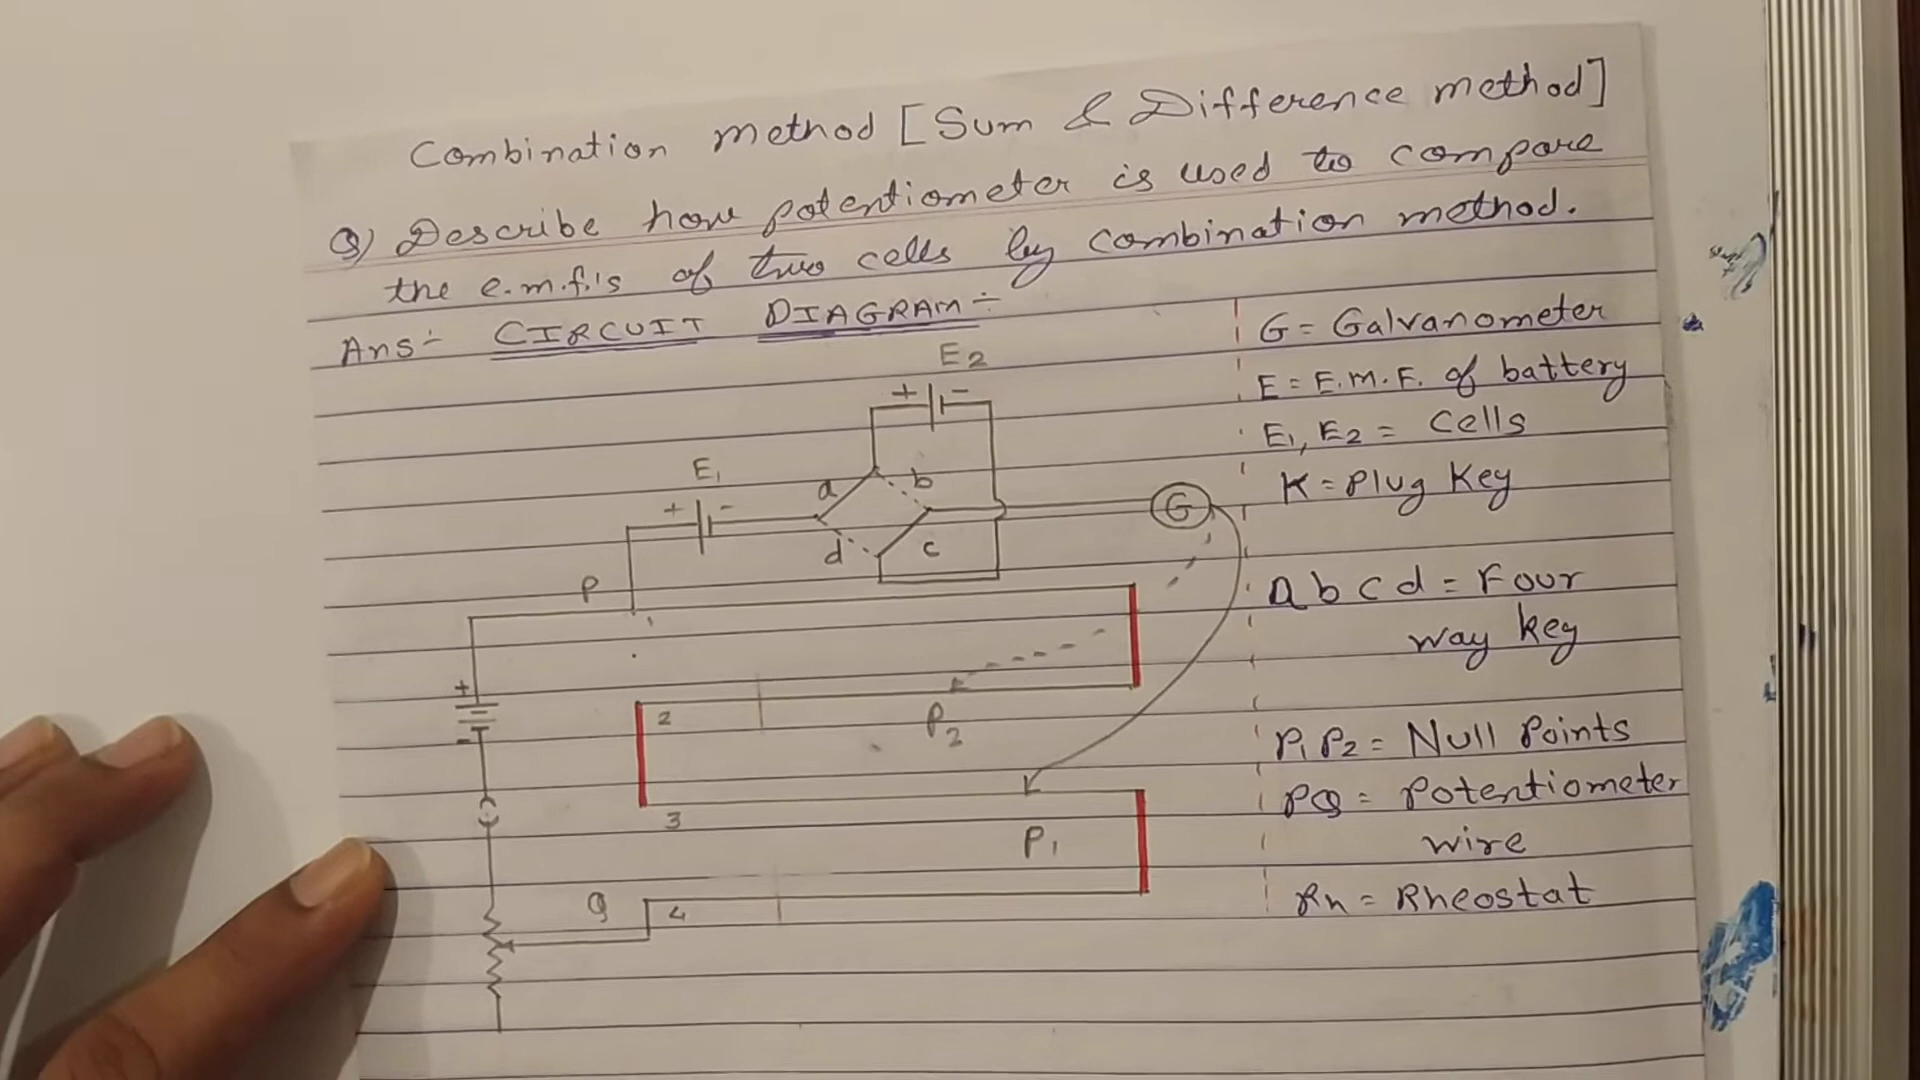 Combination method [Sum & Difference method]
Q) Describe how potentiometer is used to compare
the e.m.f.'s of two cells by combination method.
Ans:- CIRCUIT DIAGRAM:-
E2
+ -
E1
+ -
a b
d c
G
P
1
+
-
2
P2
3
P1
Q
4
G = Galvanometer
E = E.M.F. of battery
E1, E2 = Cells
K = Plug Key
a b c d = Four
way key
P1 P2 = Null Points
PQ = Potentiometer
wire
Rh = Rheostat